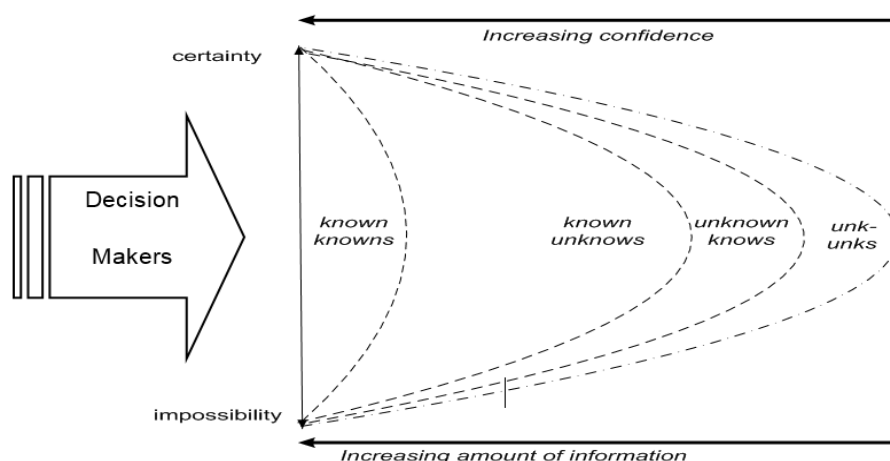 Increasing confidence
certainty
Decision
Makers
known
knowns
known
unknows
unknown
knows
unk-
unks
impossibility
Increasing amount of information